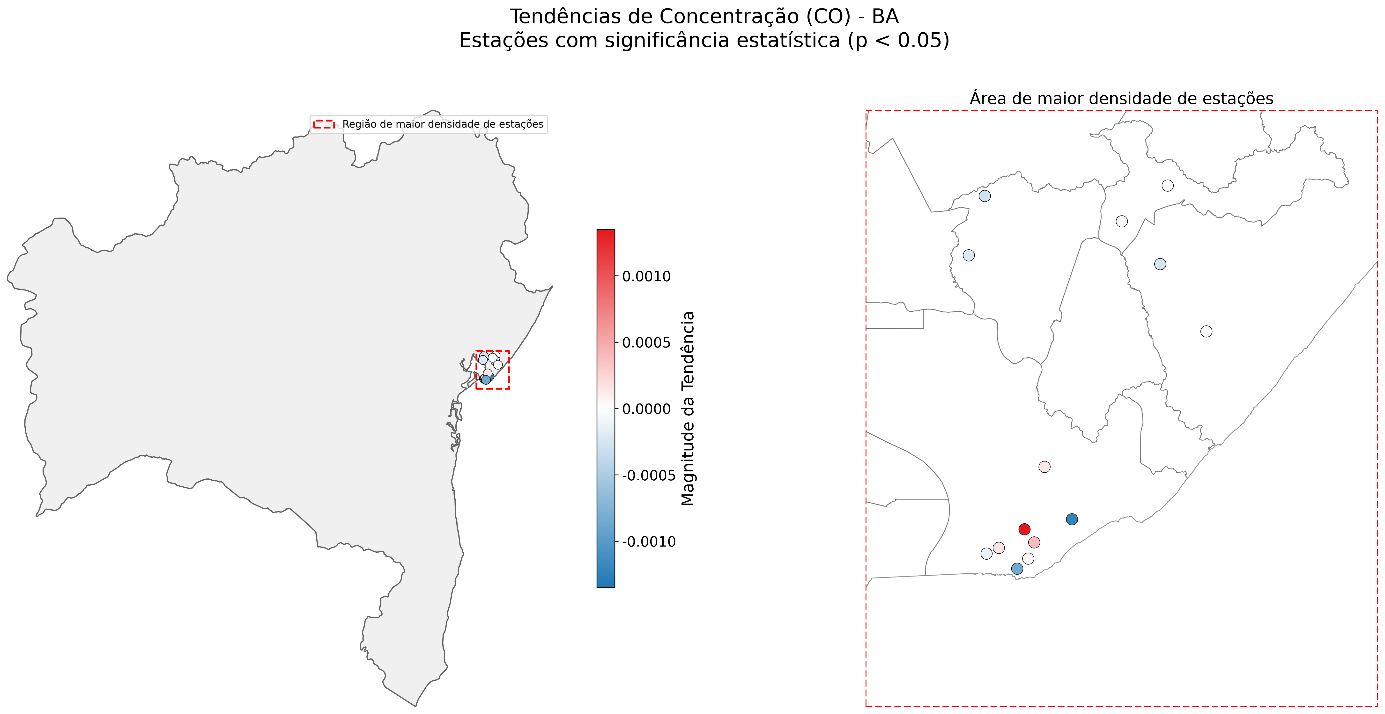 Tendências de Concentração (CO) - BA
Estações com significância estatística (p < 0.05)
Região de maior densidade de estações
0.0010
0.0005
0.0000
-0.0005
-0.0010
Magnitude da Tendência
Área de maior densidade de estações